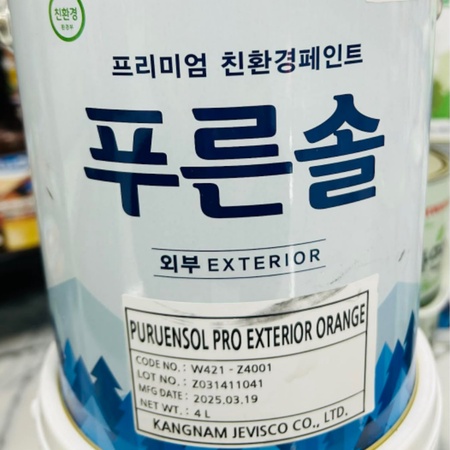 친환경
프리미엄 친환경페인트
푸른솔
외부 EXTERIOR
PURUENSOL PRO EXTERIOR ORANGE
CODE NO. : W421 - Z4001
LOT NO. : Z031411041
MFG DATE : 2025.03.19
NET WT. : 4 L
KANGNAM JEVISCO CO., LTD.